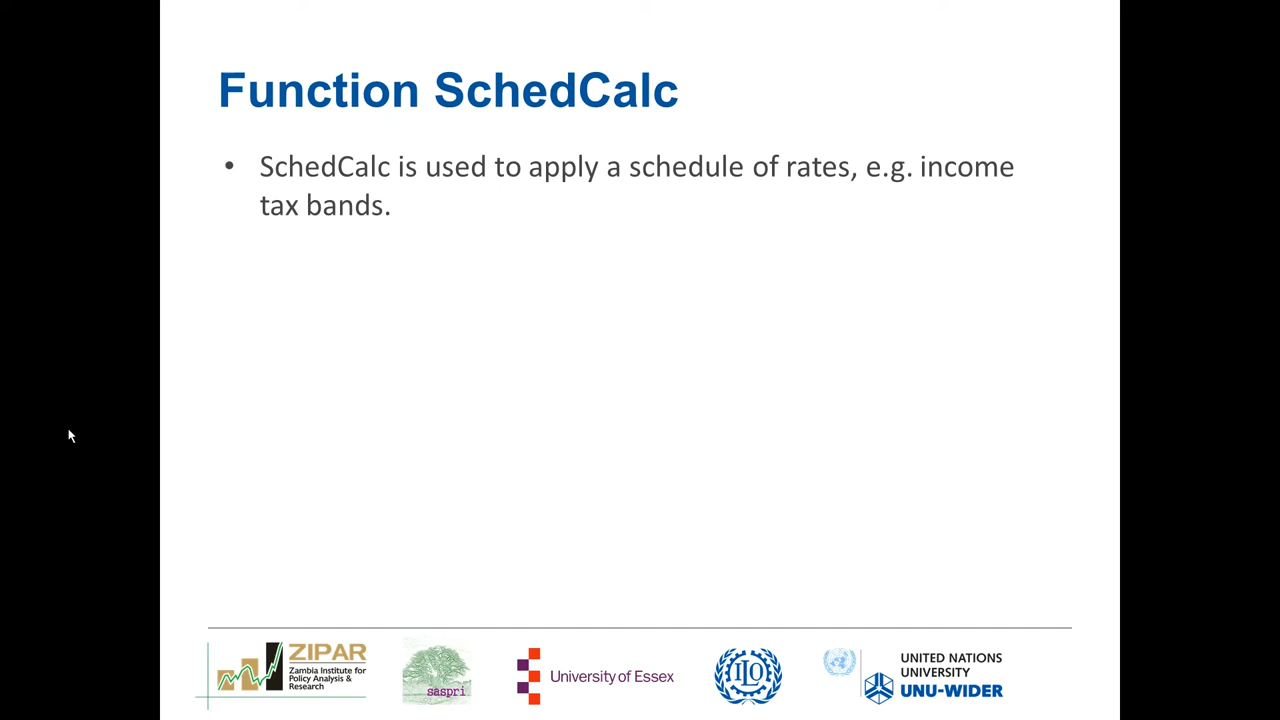 Function SchedCalc
• SchedCalc is used to apply a schedule of rates, e.g. income
tax bands.
ZIPAR
Zambia Institute for
Policy Analysis &
Research
saspri
University of Essex
ILO
UNITED NATIONS
UNIVERSITY
UNU-WIDER